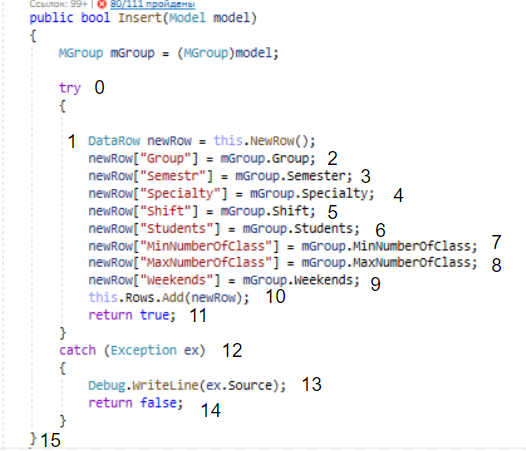 Ссылок: 99+ | 80/111 пройдены
public bool Insert(Model model)
{
MGroup mGroup = (MGroup)model;
try 0
{
1 DataRow newRow = this.NewRow();
newRow["Group"] = mGroup.Group; 2
newRow["Semestr"] = mGroup.Semester; 3
newRow["Specialty"] = mGroup.Specialty; 4
newRow["Shift"] = mGroup.Shift; 5
newRow["Students"] = mGroup.Students; 6
newRow["MinNumberOfClass"] = mGroup.MinNumberOfClass; 7
newRow["MaxNumberOfClass"] = mGroup.MaxNumberOfClass; 8
newRow["Weekends"] = mGroup.Weekends; 9
this.Rows.Add(newRow); 10
return true; 11
}
catch (Exception ex) 12
{
Debug.WriteLine(ex.Source); 13
return false; 14
}
} 15